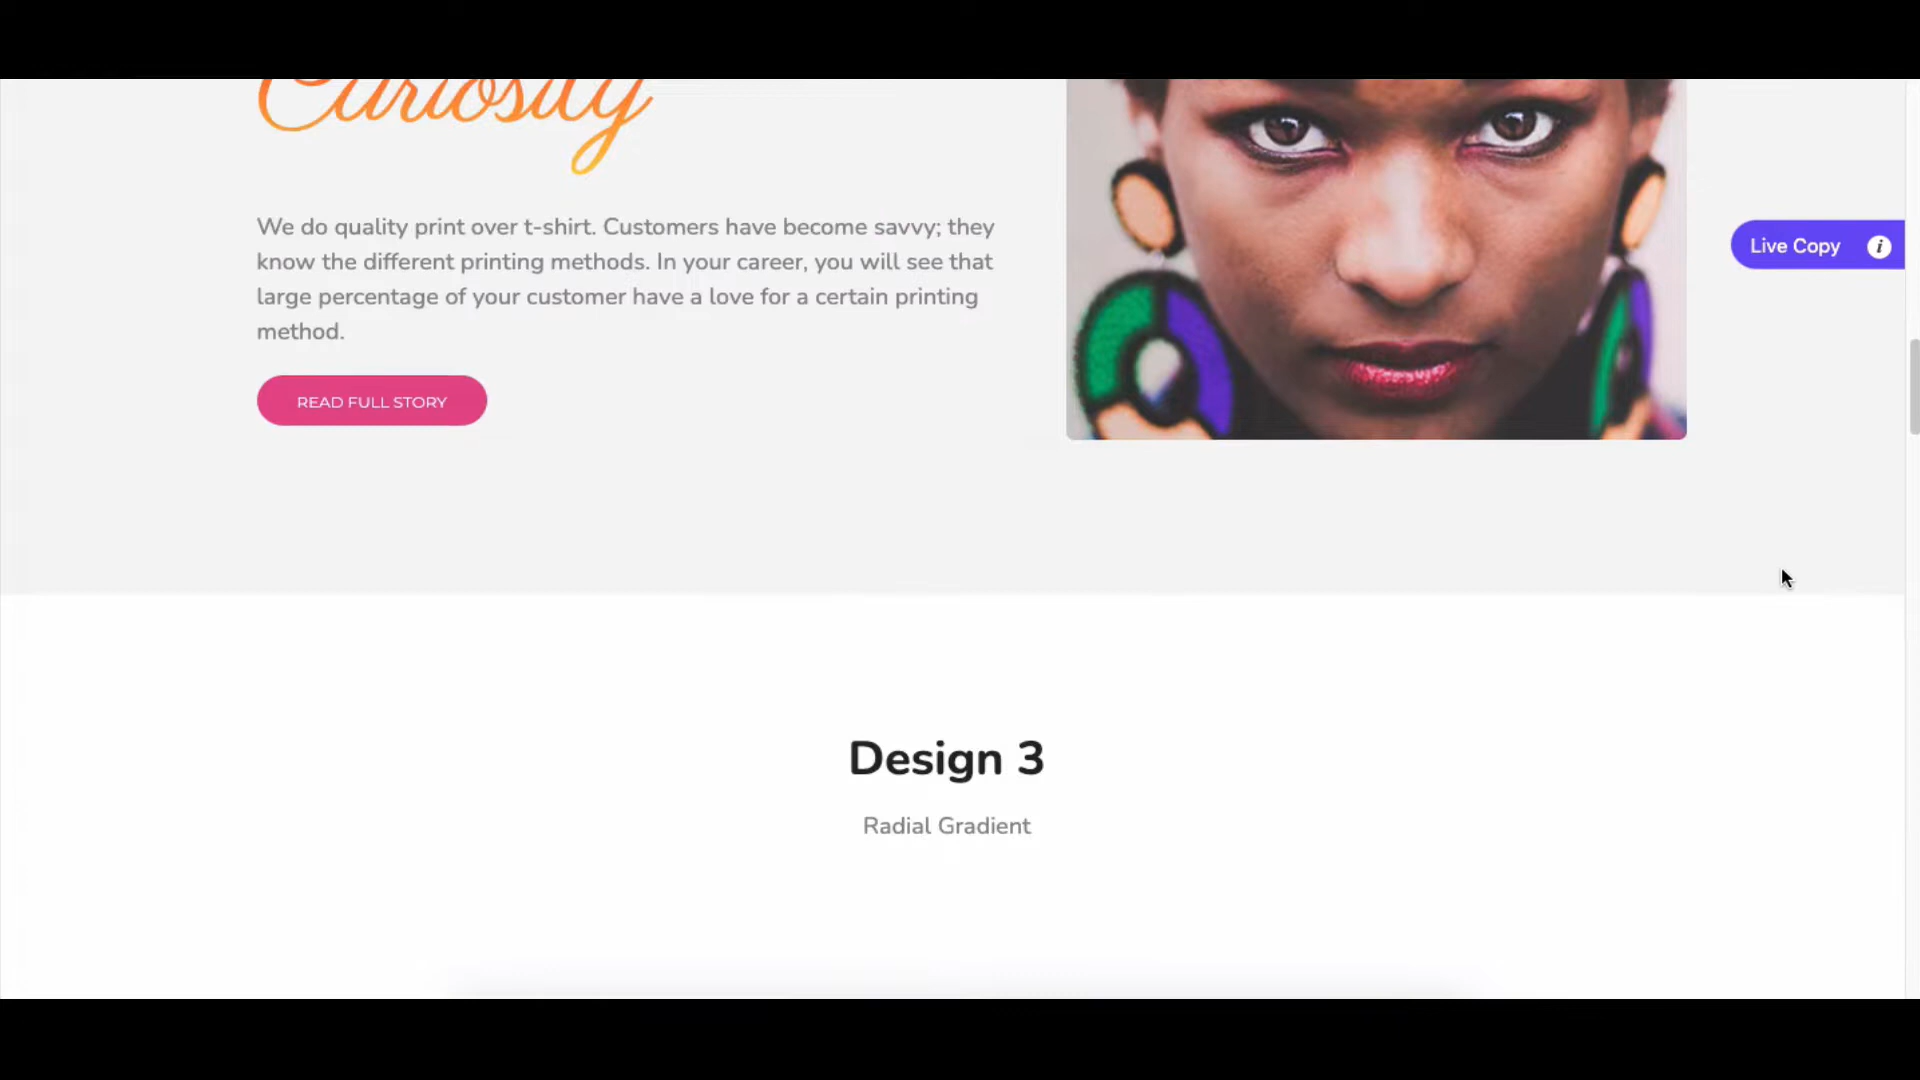 Curiosity
We do quality print over t-shirt. Customers have become savvy; they
know the different printing methods. In your career, you will see that
large percentage of your customer have a love for a certain printing
method.
READ FULL STORY
Live Copy i
Design 3
Radial Gradient